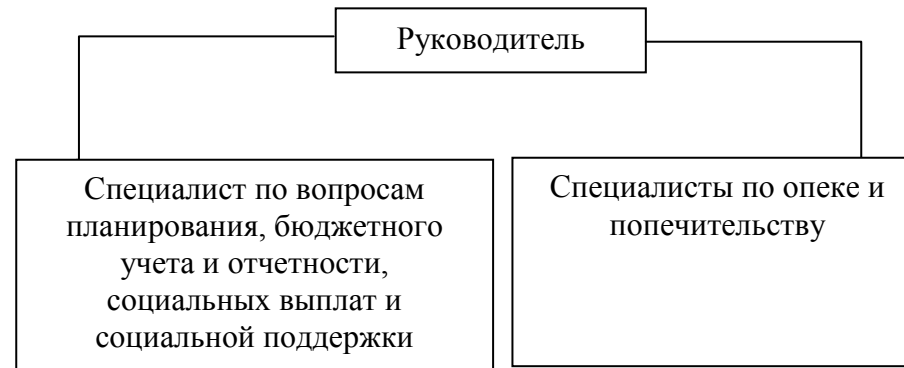 Руководитель
Специалист по вопросам
планирования, бюджетного
учета и отчетности,
социальных выплат и
социальной поддержки
Специалисты по опеке и
попечительству